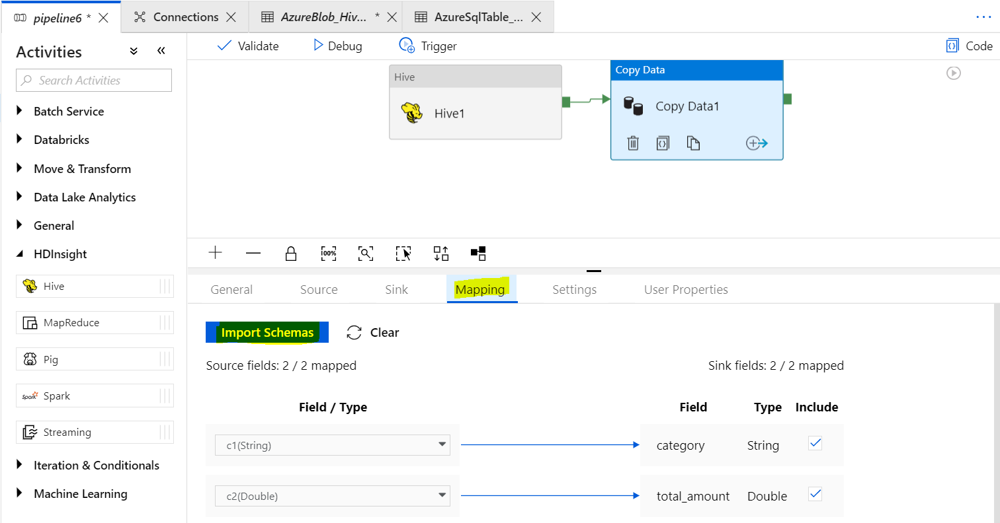 pipeline6 *
Connections
AzureBlob_Hiv... *
AzureSqlTable_...
Activities
Validate
Debug
Trigger
Code
Search Activities
Batch Service
Databricks
Move & Transform
Data Lake Analytics
General
HDInsight
Hive
MapReduce
Pig
Spark
Spark
Streaming
Iteration & Conditionals
Machine Learning
Hive
Hive1
Copy Data
Copy Data1
100%
General
Source
Sink
Mapping
Settings
User Properties
Import Schemas
Clear
Source fields: 2 / 2 mapped
Sink fields: 2 / 2 mapped
Field / Type
Field
Type
Include
c1(String)
category
String
c2(Double)
total_amount
Double